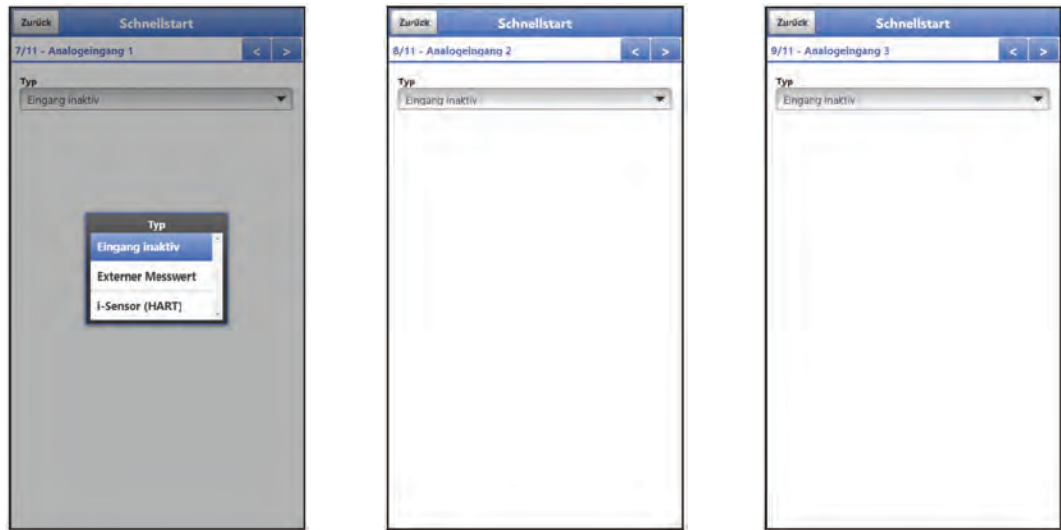 Zurück Schnellstart
7/11 - Analogeingang 1 < >
Typ
Eingang inaktiv
Typ
Eingang inaktiv
Externer Messwert
i-Sensor (HART)
Zurück Schnellstart
8/11 - Analogeingang 2 < >
Typ
Eingang inaktiv
Zurück Schnellstart
9/11 - Analogeingang 3 < >
Typ
Eingang inaktiv